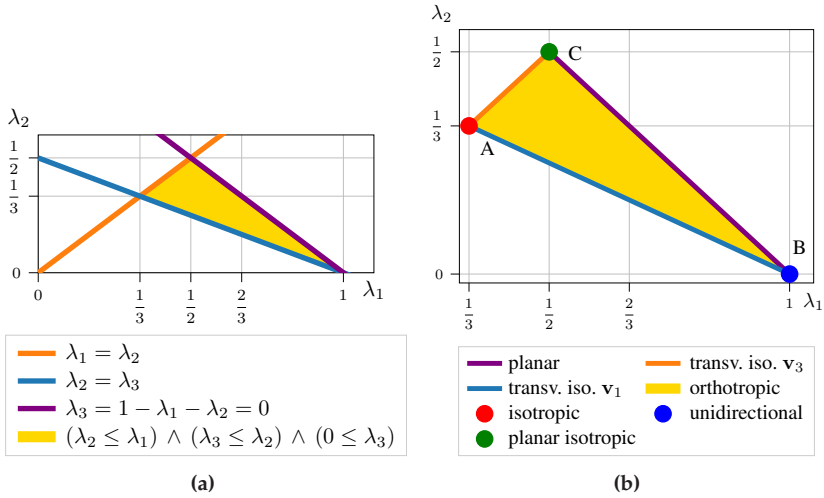 λ₂
1/2
1/3
0
0 1/3 1/2 2/3 1 λ₁
λ₁ = λ₂
λ₂ = λ₃
λ₃ = 1 − λ₁ − λ₂ = 0
(λ₂ ≤ λ₁) ∧ (λ₃ ≤ λ₂) ∧ (0 ≤ λ₃)
(a)
λ₂
1/2
1/3
0
C
A
B
1/3 1/2 2/3 1 λ₁
planar
transv. iso. v₁
isotropic
planar isotropic
transv. iso. v₃
orthotropic
unidirectional
(b)